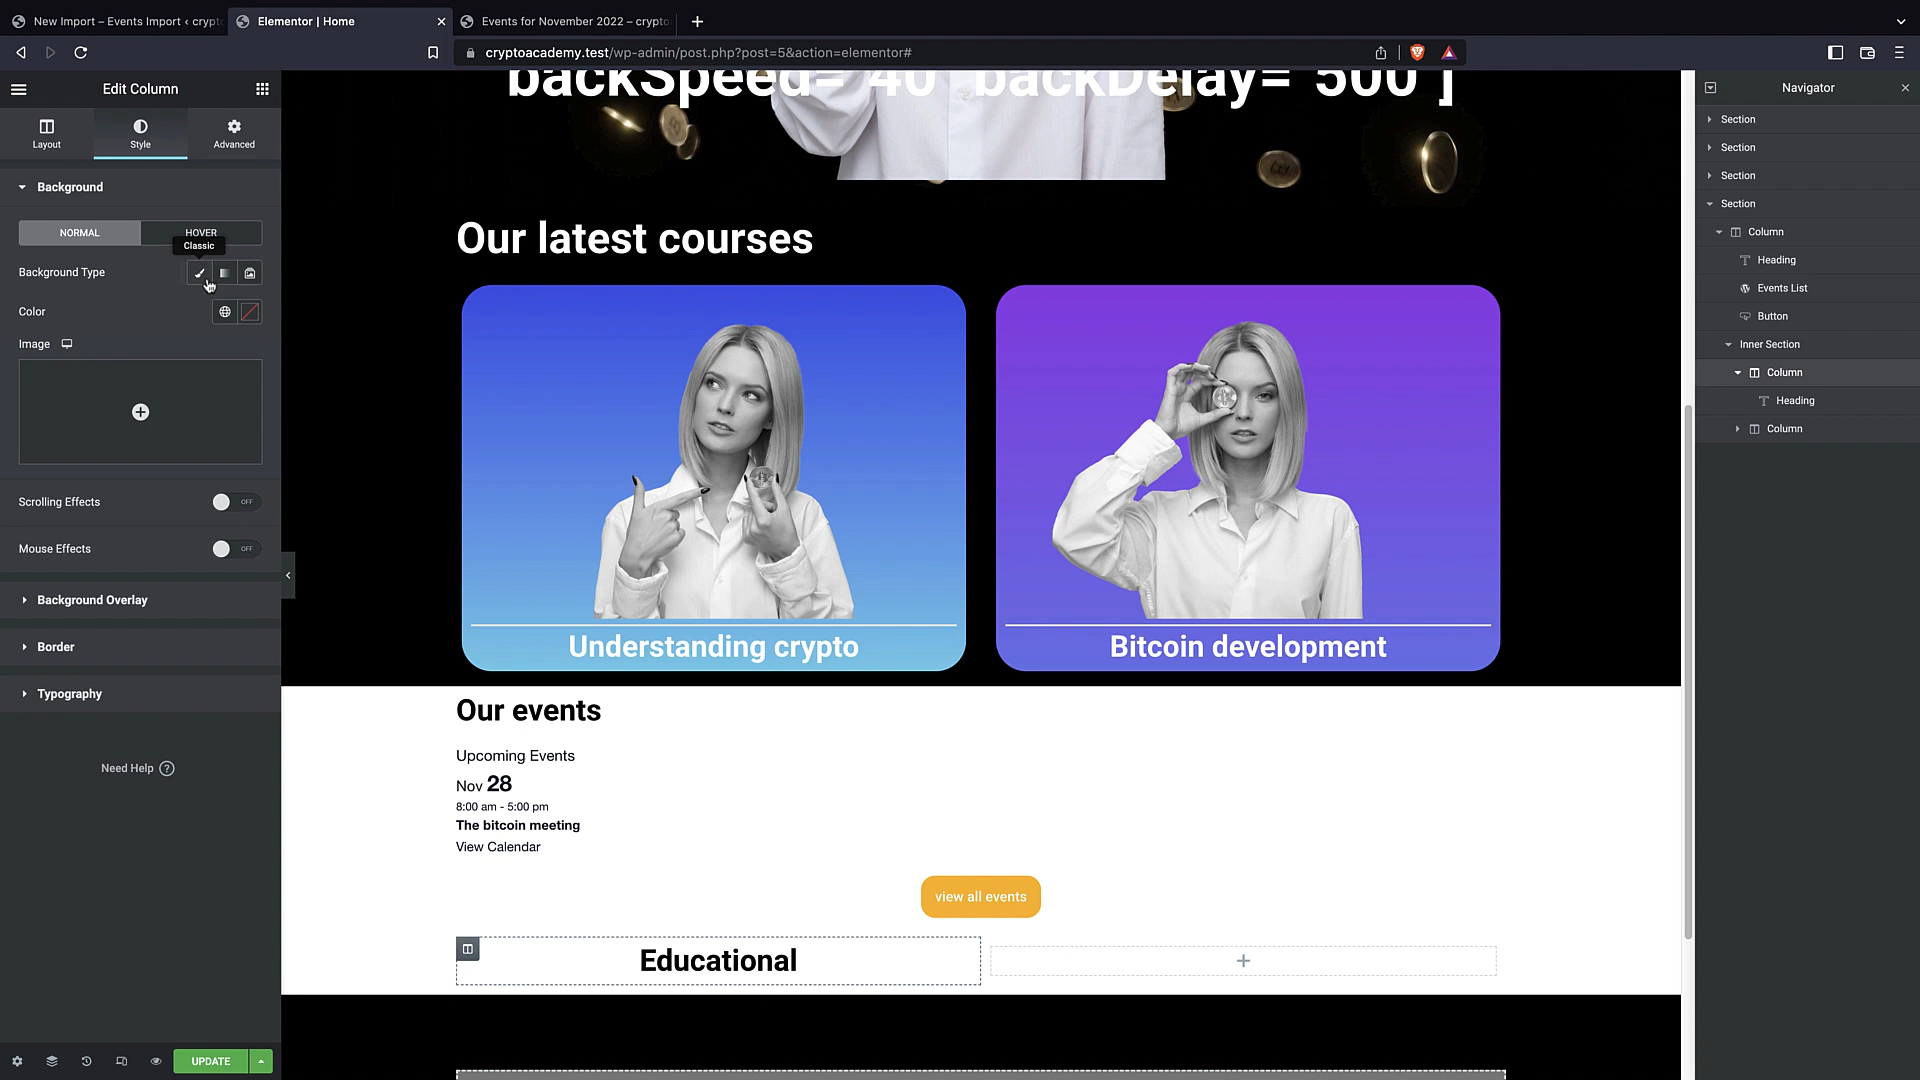 New Import – Events Import ‹ crypto
Elementor | Home
Events for November 2022 – crypto
cryptoacademy.test/wp-admin/post.php?post=5&action=elementor#
Edit Column
Layout
Style
Advanced
Background
NORMAL
HOVER
Classic
Background Type
Color
Image
Scrolling Effects
OFF
Mouse Effects
OFF
Background Overlay
Border
Typography
Need Help
UPDATE
backSpeed="40" backDelay="500"]
Our latest courses
Understanding crypto
Bitcoin development
Our events
Upcoming Events
Nov 28
8:00 am - 5:00 pm
The bitcoin meeting
View Calendar
view all events
Educational
Navigator
Section
Section
Section
Section
Column
Heading
Events List
Button
Inner Section
Column
Heading
Column